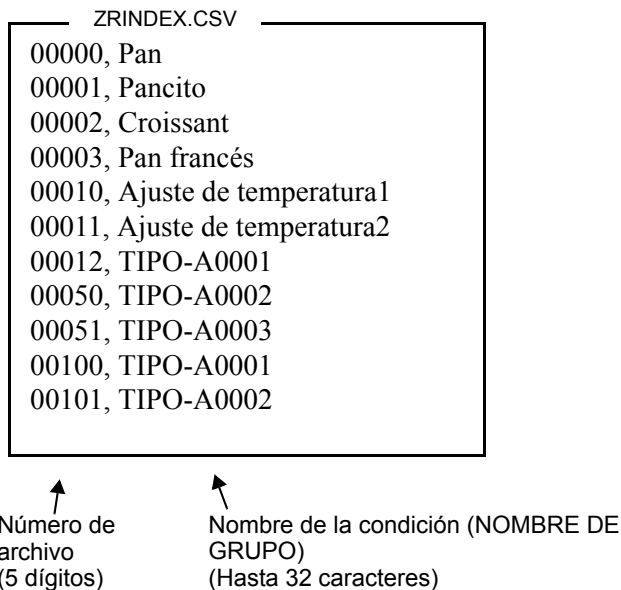 ZRINDEX.CSV
00000, Pan
00001, Pancito
00002, Croissant
00003, Pan francés
00010, Ajuste de temperatura1
00011, Ajuste de temperatura2
00012, TIPO-A0001
00050, TIPO-A0002
00051, TIPO-A0003
00100, TIPO-A0001
00101, TIPO-A0002
Número de
archivo
(5 dígitos)
Nombre de la condición (NOMBRE DE
GRUPO)
(Hasta 32 caracteres)